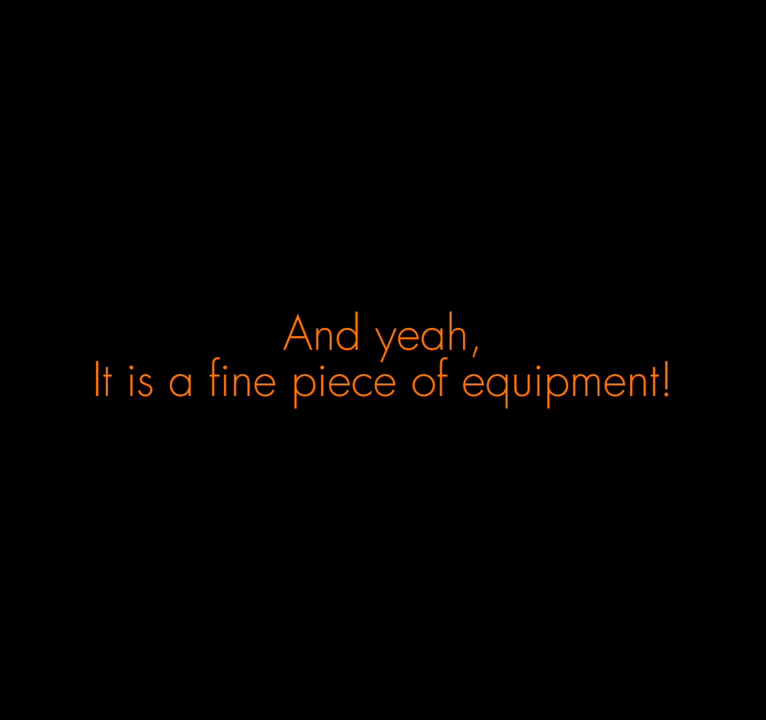 And yeah,
It is a fine piece of equipment!